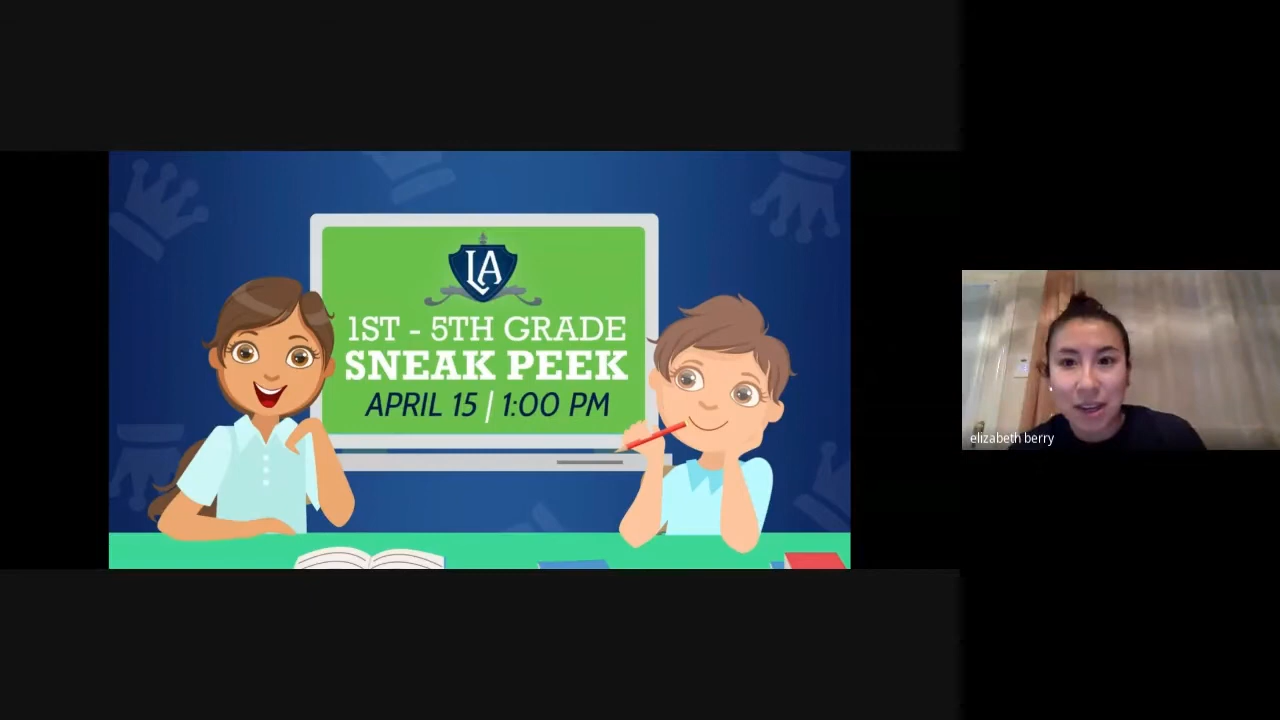 LA
1ST - 5TH GRADE
SNEAK PEEK
APRIL 15 | 1:00 PM
elizabeth berry